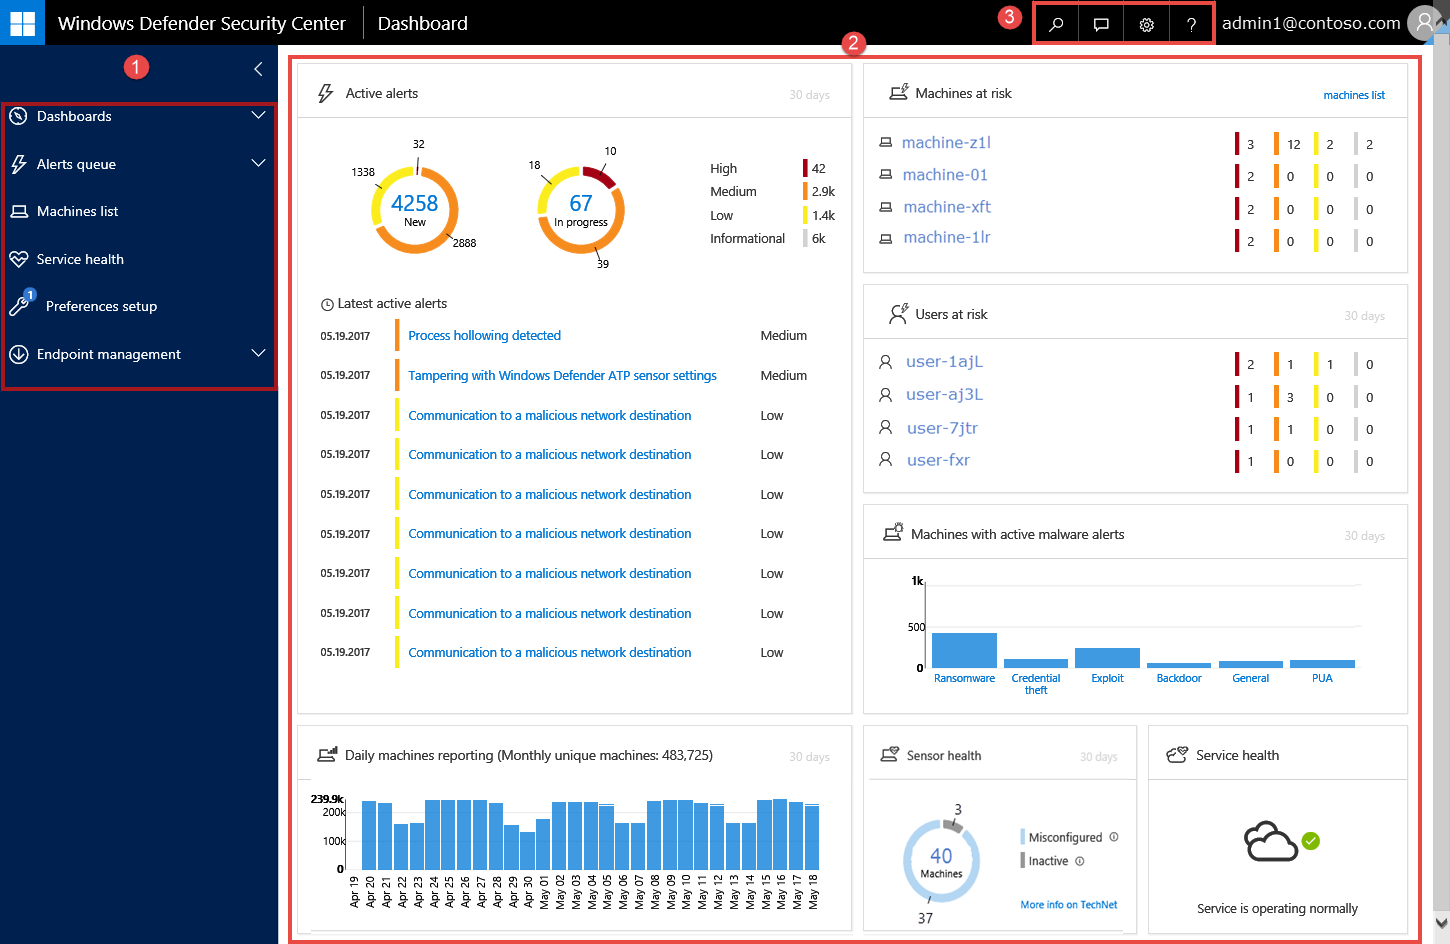 Windows Defender Security Center
Dashboard
3
admin1@contoso.com
?
1
2
Dashboards
Alerts queue
Machines list
Service health
1
Preferences setup
Endpoint management
Active alerts
30 days
32
1338
4258
New
2888
10
18
67
In progress
39
High 42
Medium 2.9k
Low 1.4k
Informational 6k
Latest active alerts
05.19.2017 Process hollowing detected Medium
05.19.2017 Tampering with Windows Defender ATP sensor settings Medium
05.19.2017 Communication to a malicious network destination Low
05.19.2017 Communication to a malicious network destination Low
05.19.2017 Communication to a malicious network destination Low
05.19.2017 Communication to a malicious network destination Low
05.19.2017 Communication to a malicious network destination Low
05.19.2017 Communication to a malicious network destination Low
05.19.2017 Communication to a malicious network destination Low
Machines at risk
machines list
machine-z1l 3 12 2 2
machine-01 2 0 0 0
machine-xft 2 0 0 0
machine-1lr 2 0 0 0
Users at risk
30 days
user-1ajL 2 1 1 0
user-aj3L 1 3 0 0
user-7jtr 1 1 0 0
user-fxr 1 0 0 0
Machines with active malware alerts
30 days
1k
500
0
Ransomware
Credential
theft
Exploit
Backdoor
General
PUA
Daily machines reporting (Monthly unique machines: 483,725)
30 days
239.9k
200k
100k
0
Apr 19
Apr 20
Apr 21
Apr 22
Apr 23
Apr 24
Apr 25
Apr 26
Apr 27
Apr 28
Apr 29
Apr 30
May 01
May 02
May 03
May 04
May 05
May 06
May 07
May 08
May 09
May 10
May 11
May 12
May 13
May 14
May 15
May 16
May 17
May 18
Sensor health
30 days
3
40
Machines
37
Misconfigured
Inactive
More info on TechNet
Service health
Service is operating normally